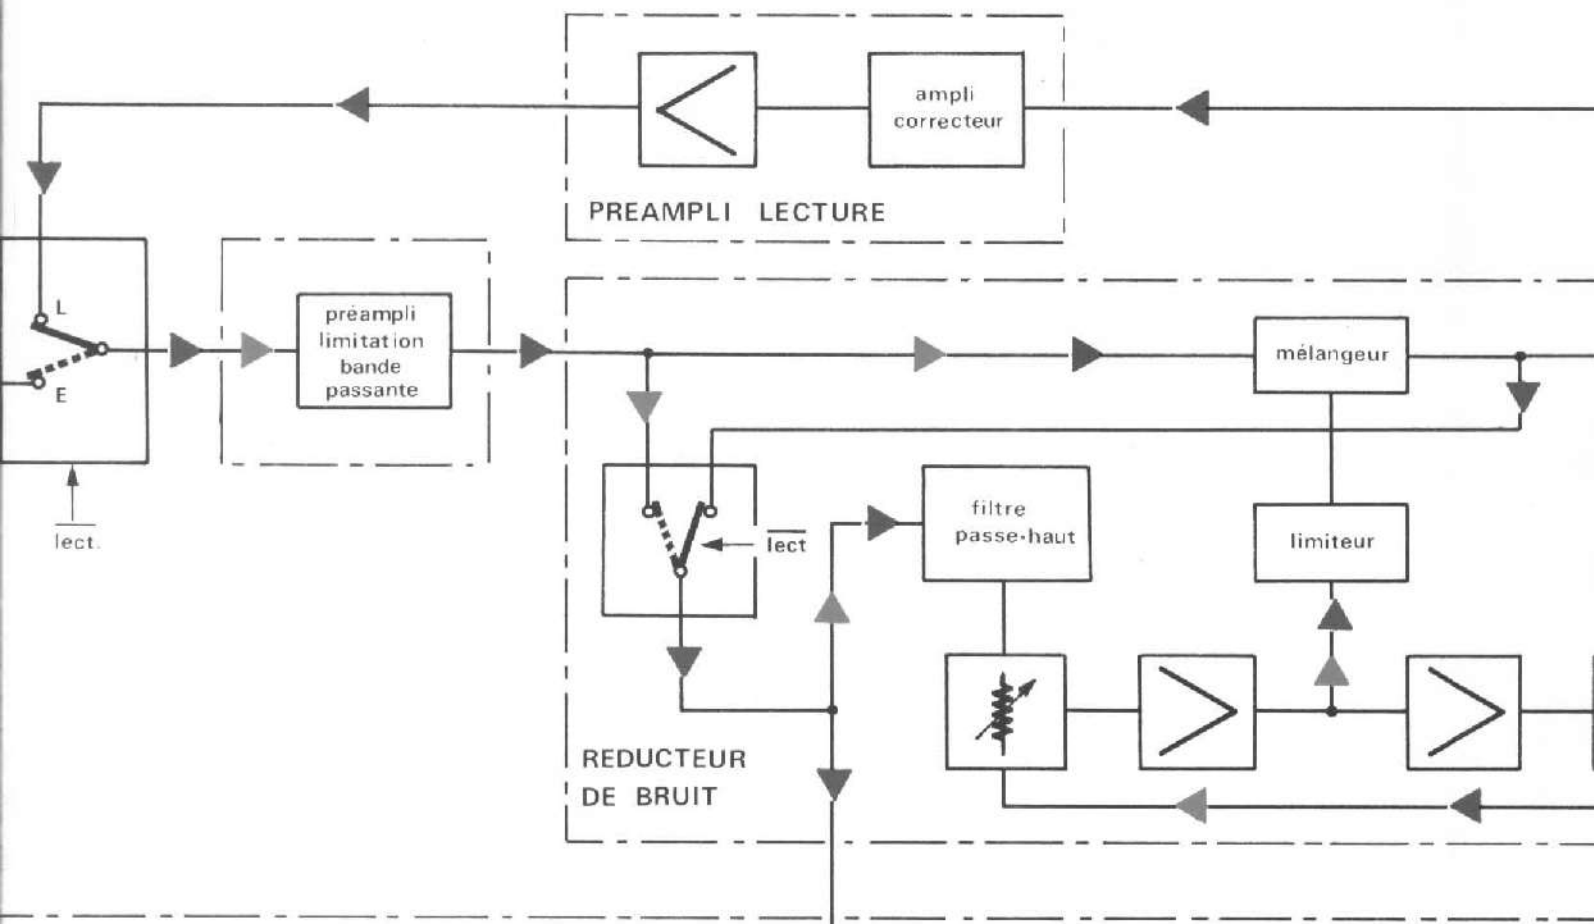 ampli
correcteur
PREAMPLI LECTURE
L
E
préampli
limitation
bande
passante
lect.
mélangeur
filtre
passe-haut
lect
limiteur
REDUCTEUR
DE BRUIT